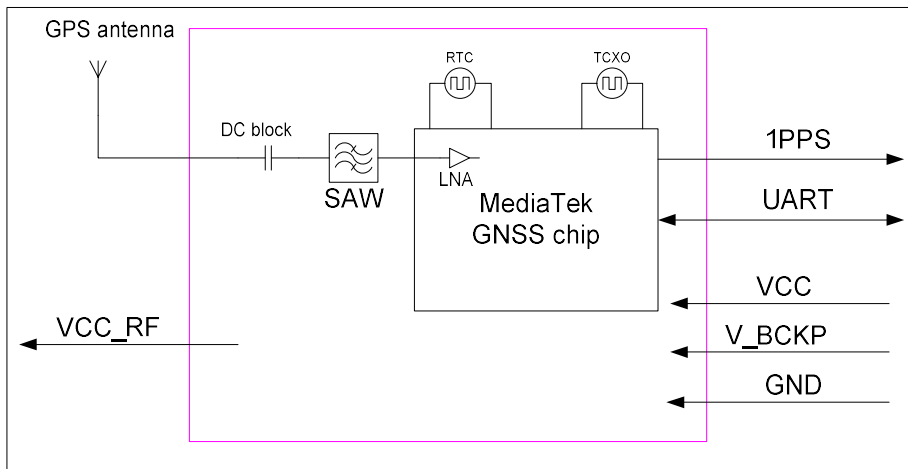 GPS antenna
RTC
TCXO
DC block
1PPS
SAW
LNA
MediaTek
GNSS chip
UART
VCC
VCC_RF
V_BCKP
GND